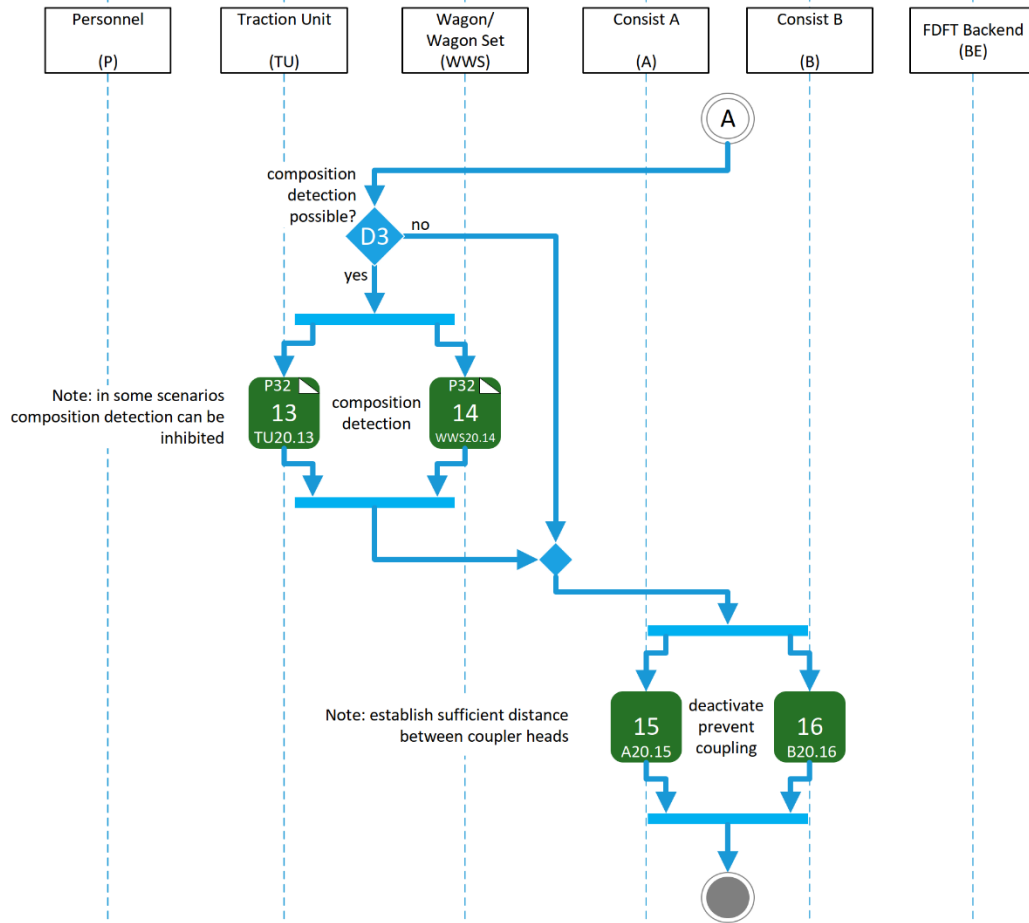 Personnel
(P)
Traction Unit
(TU)
Wagon/
Wagon Set
(WWS)
Consist A
(A)
Consist B
(B)
FDFT Backend
(BE)
A
composition
detection
possible?
D3
no
yes
Note: in some scenarios
composition detection can be
inhibited
P32
13
TU20.13
composition
detection
P32
14
WWS20.14
Note: establish sufficient distance
between coupler heads
15
A20.15
deactivate
prevent
coupling
16
B20.16